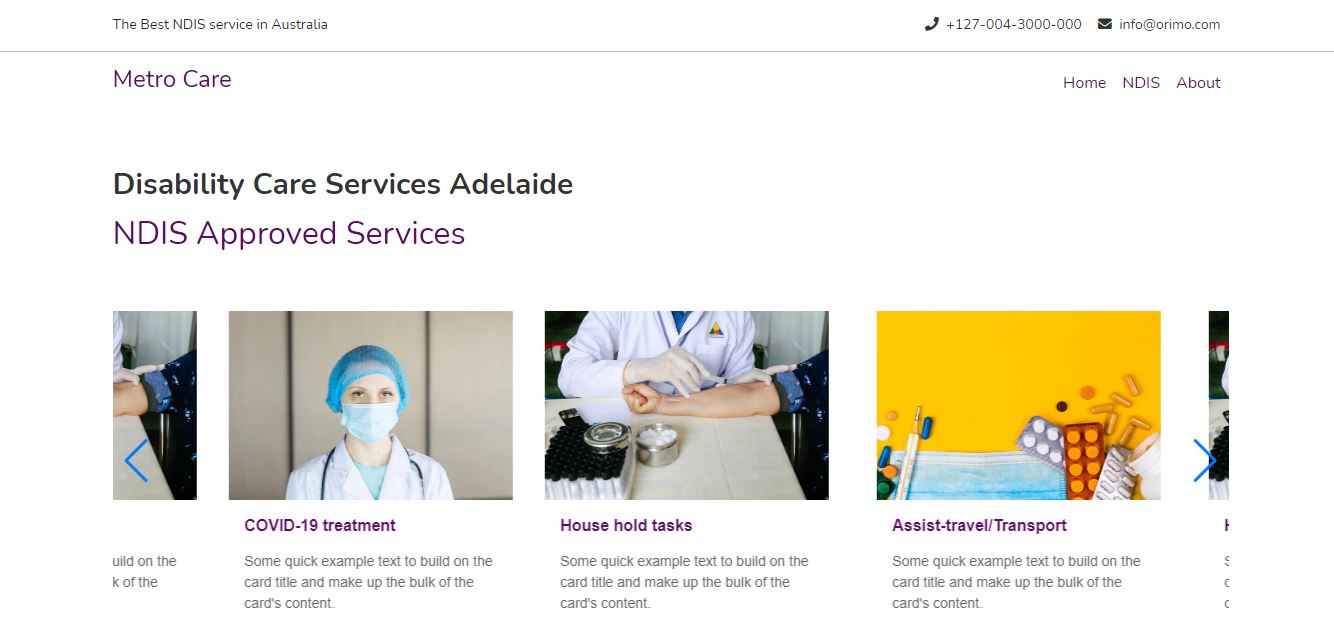 The Best NDIS service in Australia
+127-004-3000-000 info@orimo.com
Metro Care
Home NDIS About
Disability Care Services Adelaide
NDIS Approved Services
COVID-19 treatment
House hold tasks
Assist-travel/Transport
uild on the
k of the
Some quick example text to build on the
card title and make up the bulk of the
card's content.
Some quick example text to build on the
card title and make up the bulk of the
card's content.
Some quick example text to build on the
card title and make up the bulk of the
card's content.